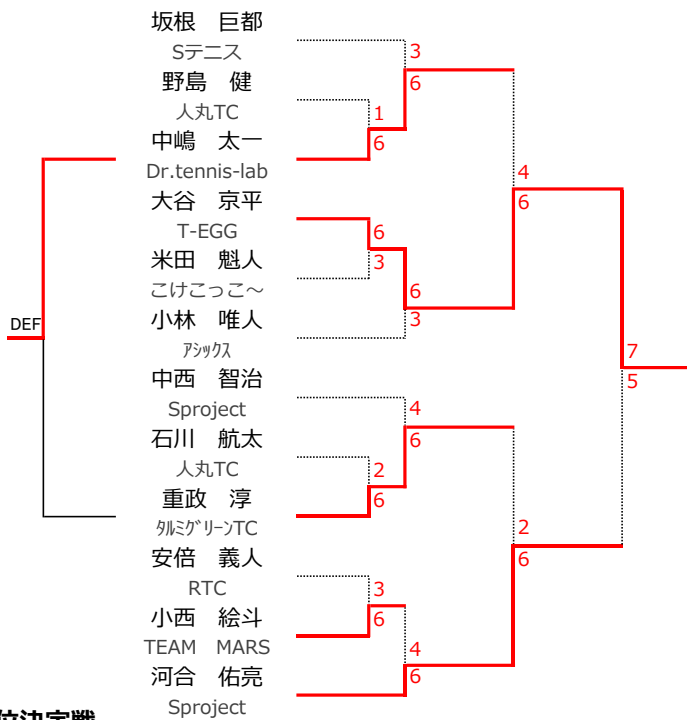 坂根　巨都
Sテニス
3
野島　健
6
人丸TC
1
中嶋　太一
6
Dr.tennis-lab
4
大谷　京平
6
T-EGG
6
米田　魁人
3
こけこっこ～
6
小林　唯人
3
DEF
ｱｼｯｸｽ
7
中西　智治
5
Sproject
4
石川　航太
6
人丸TC
2
重政　淳
6
ﾀﾙﾐｸﾞﾘｰﾝTC
2
安倍　義人
6
RTC
3
小西　絵斗
6
TEAM　MARS
4
河合　佑亮
6
Sproject